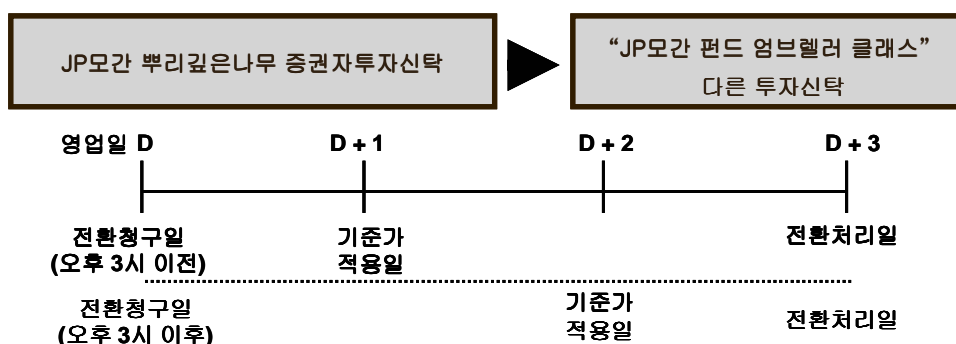 JP모간 뿌리깊은나무 증권자투자신탁
“JP모간 펀드 엄브렐러 클래스”
다른 투자신탁
영업일 D
D + 1
D + 2
D + 3
전환청구일
(오후 3시 이전)
기준가
적용일
전환처리일
전환청구일
(오후 3시 이후)
기준가
적용일
전환처리일